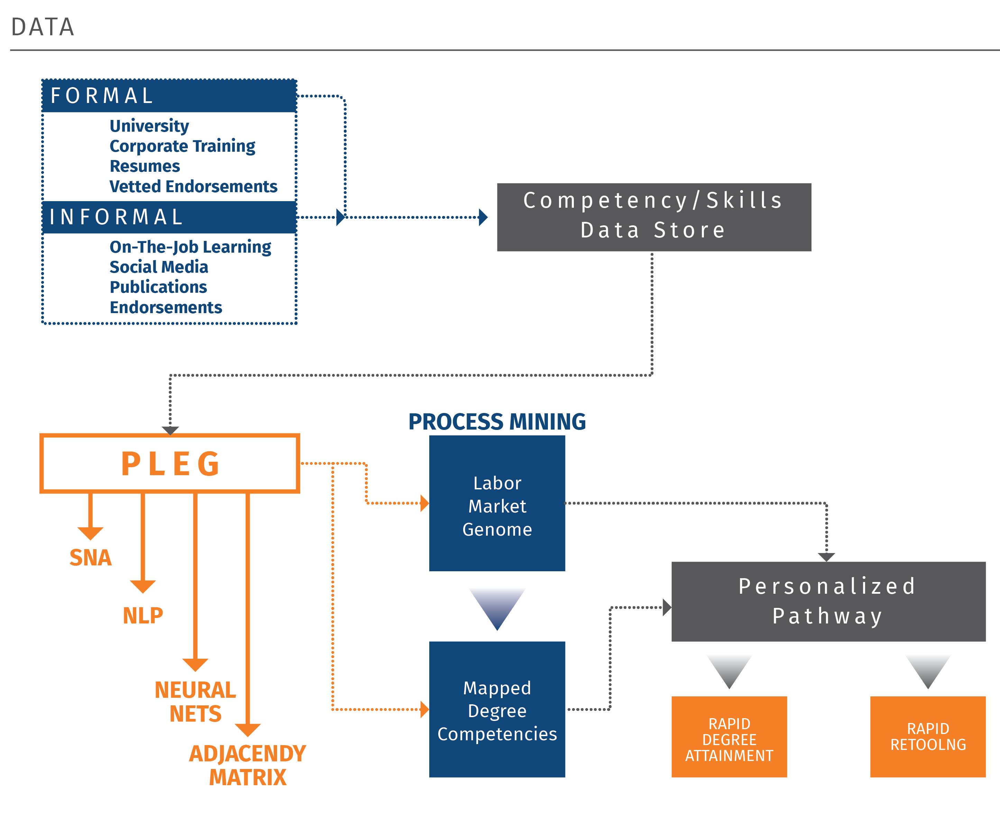 DATA
FORMAL
University
Corporate Training
Resumes
Vetted Endorsements
INFORMAL
On-The-Job Learning
Social Media
Publications
Endorsements
Competency/Skills
Data Store
PLEG
SNA
NLP
NEURAL
NETS
ADJACENDY
MATRIX
PROCESS MINING
Labor
Market
Genome
Mapped
Degree
Competencies
Personalized
Pathway
RAPID
DEGREE
ATTAINMENT
RAPID
RETOOLNG